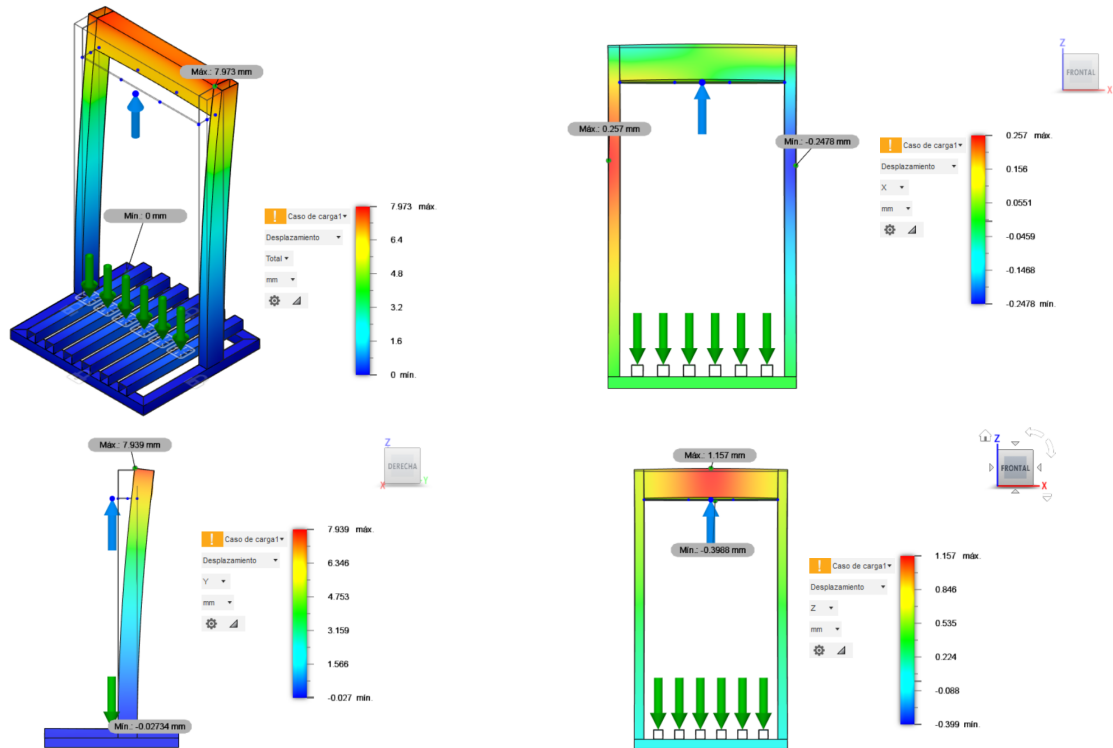 Máx.: 7.973 mm
Mín.: 0 mm
Caso de carga1
Desplazamiento
Total
mm
7.973 máx.
6.4
4.8
3.2
1.6
0 mín.
Z
FRONTAL
X
Máx.: 0.257 mm
Mín.: -0.2478 mm
Caso de carga1
Desplazamiento
X
mm
0.257 máx.
0.156
0.0551
-0.0459
-0.1468
-0.2478 mín.
Máx.: 7.939 mm
Z
DERECHA
X
Y
Mín.: -0.02734 mm
Caso de carga1
Desplazamiento
Y
mm
7.939 máx.
6.346
4.753
3.159
1.566
-0.027 mín.
Z
FRONTAL
X
Máx.: 1.157 mm
Mín.: -0.3988 mm
Caso de carga1
Desplazamiento
Z
mm
1.157 máx.
0.846
0.535
0.224
-0.088
-0.399 mín.